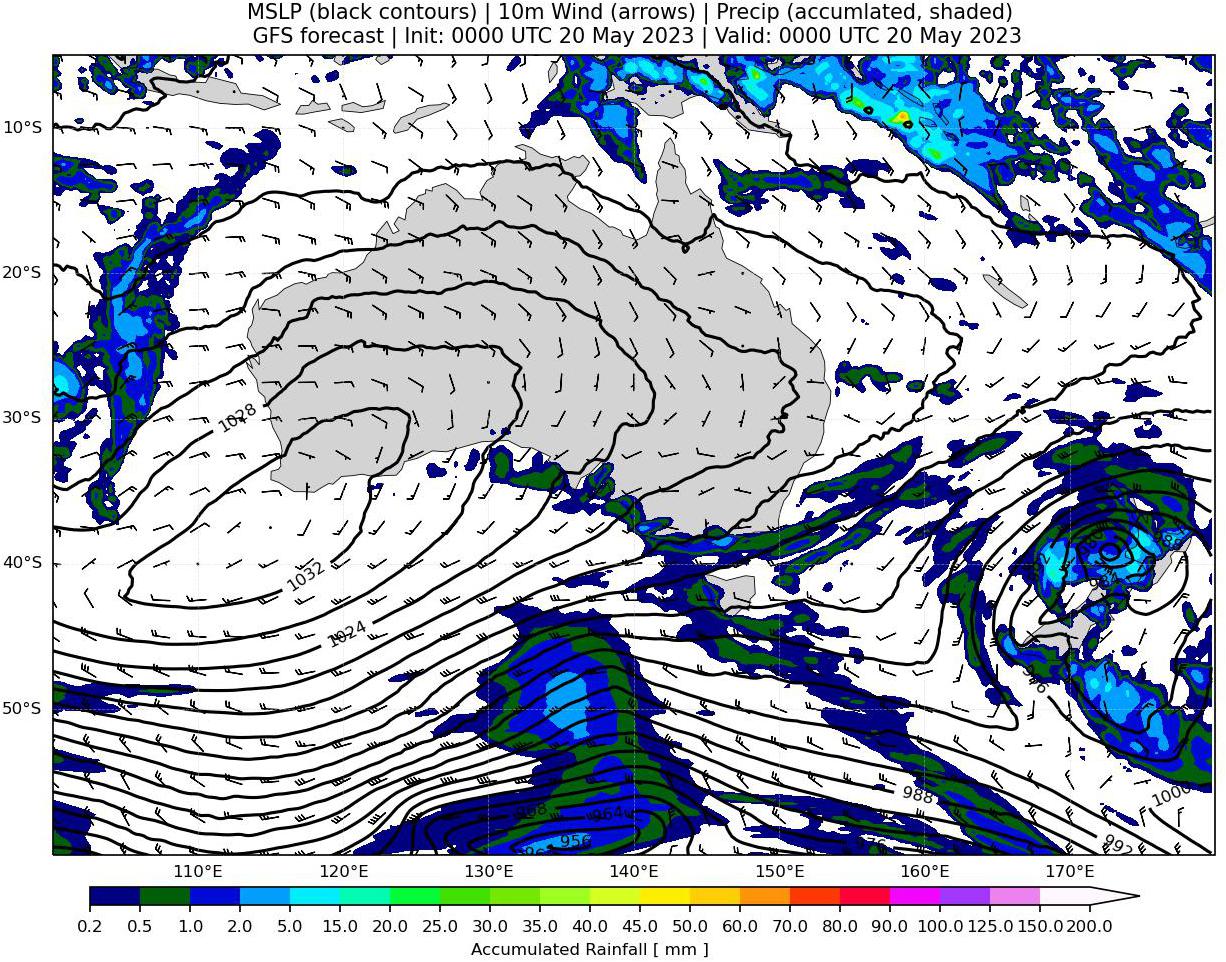 MSLP (black contours) | 10m Wind (arrows) | Precip (accumlated, shaded)
GFS forecast | Init: 0000 UTC 20 May 2023 | Valid: 0000 UTC 20 May 2023
10°S
20°S
30°S
40°S
50°S
1028
1032
1024
984
976
988
1000
992
964
956
110°E
120°E
130°E
140°E
150°E
160°E
170°E
0.2 0.5 1.0 2.0 5.0 10.0 15.0 20.0 25.0 30.0 35.0 40.0 45.0 50.0 60.0 70.0 80.0 90.0 100.0 125.0 150.0 200.0
Accumulated Rainfall [ mm ]